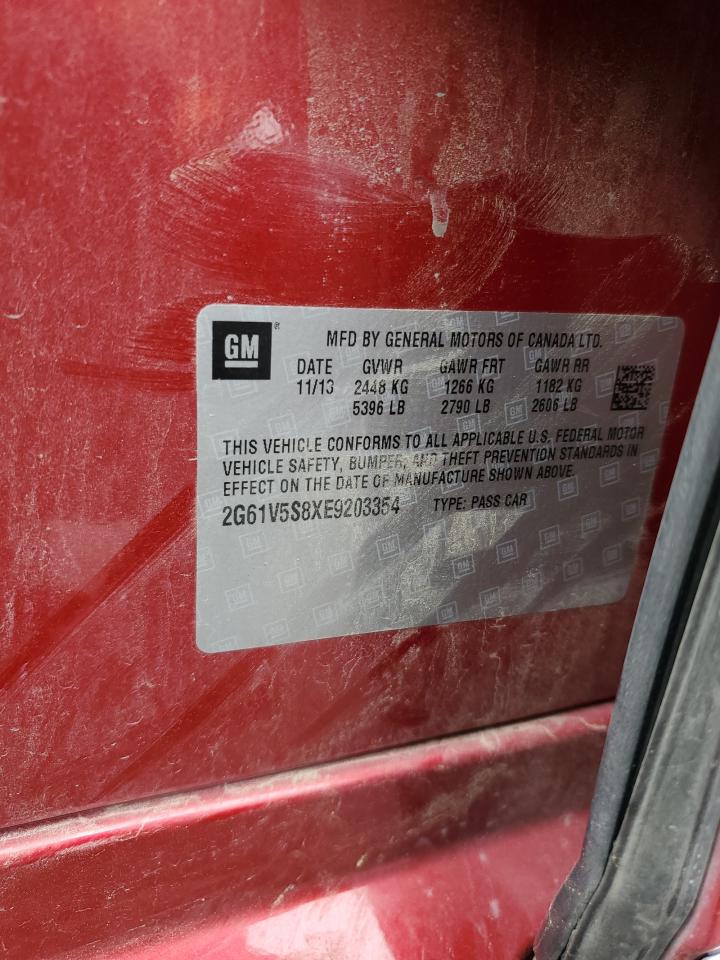 GM ®
MFD BY GENERAL MOTORS OF CANADA LTD.
DATE GVWR GAWR FRT GAWR RR
11/13 2448 KG 1266 KG 1182 KG
5396 LB 2790 LB 2606 LB
THIS VEHICLE CONFORMS TO ALL APPLICABLE U.S. FEDERAL MOTOR
VEHICLE SAFETY, BUMPER, AND THEFT PREVENTION STANDARDS IN
EFFECT ON THE DATE OF MANUFACTURE SHOWN ABOVE.
2G61V5S8XE9203354 TYPE: PASS CAR